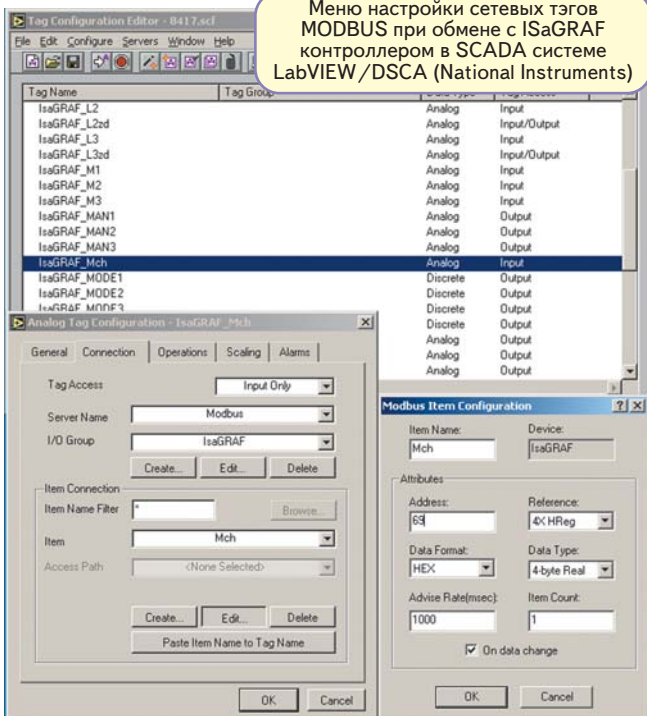 Меню настройки сетевых тэгов
MODBUS при обмене с ISaGRAF
контроллером в SCADA системе
LabVIEW/DSCA (National Instruments)
Tag Configuration Editor - 8417.scf
File Edit Configure Servers Window Help
Tag Name Tag Group
IsaGRAF_L2 Analog Input
IsaGRAF_L2zd Analog Input/Output
IsaGRAF_L3 Analog Input
IsaGRAF_L3zd Analog Input/Output
IsaGRAF_M1 Analog Input
IsaGRAF_M2 Analog Input
IsaGRAF_M3 Analog Input
IsaGRAF_MAN1 Analog Output
IsaGRAF_MAN2 Analog Output
IsaGRAF_MAN3 Analog Output
IsaGRAF_Mch Analog Input
IsaGRAF_MODE1 Discrete Output
IsaGRAF_MODE2 Discrete Output
IsaGRAF_MODE3 Discrete Output
Discrete Output
Analog Output
Analog Output
Analog Output
Analog Tag Configuration - IsaGRAF_Mch
General Connection Operations Scaling Alarms
Tag Access Input Only
Server Name Modbus
I/O Group IsaGRAF
Create... Edit... Delete
Item Connection
Item Name Filter * Browse...
Item Mch
Access Path <None Selected>
Create... Edit... Delete
Paste Item Name to Tag Name
OK Cancel
Modbus Item Configuration
Item Name: Device:
Mch IsaGRAF
Attributes
Address: Reference:
69 4X HReg
Data Format: Data Type:
HEX 4-byte Real
Advise Rate(msec): Item Count:
1000 1
On data change
OK Cancel